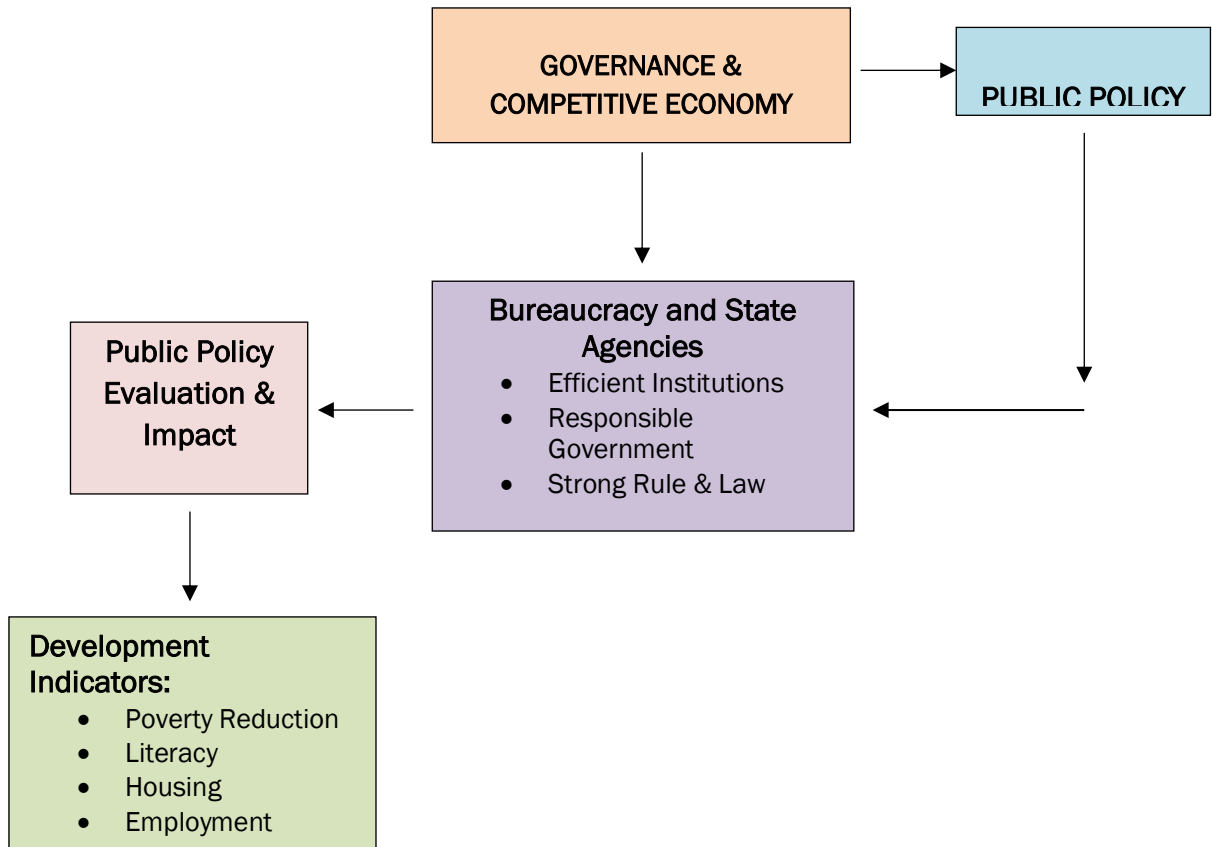 GOVERNANCE &
COMPETITIVE ECONOMY
PUBLIC POLICY
Bureaucracy and State
Agencies
• Efficient Institutions
• Responsible
Government
• Strong Rule & Law
Public Policy
Evaluation &
Impact
Development
Indicators:
• Poverty Reduction
• Literacy
• Housing
• Employment